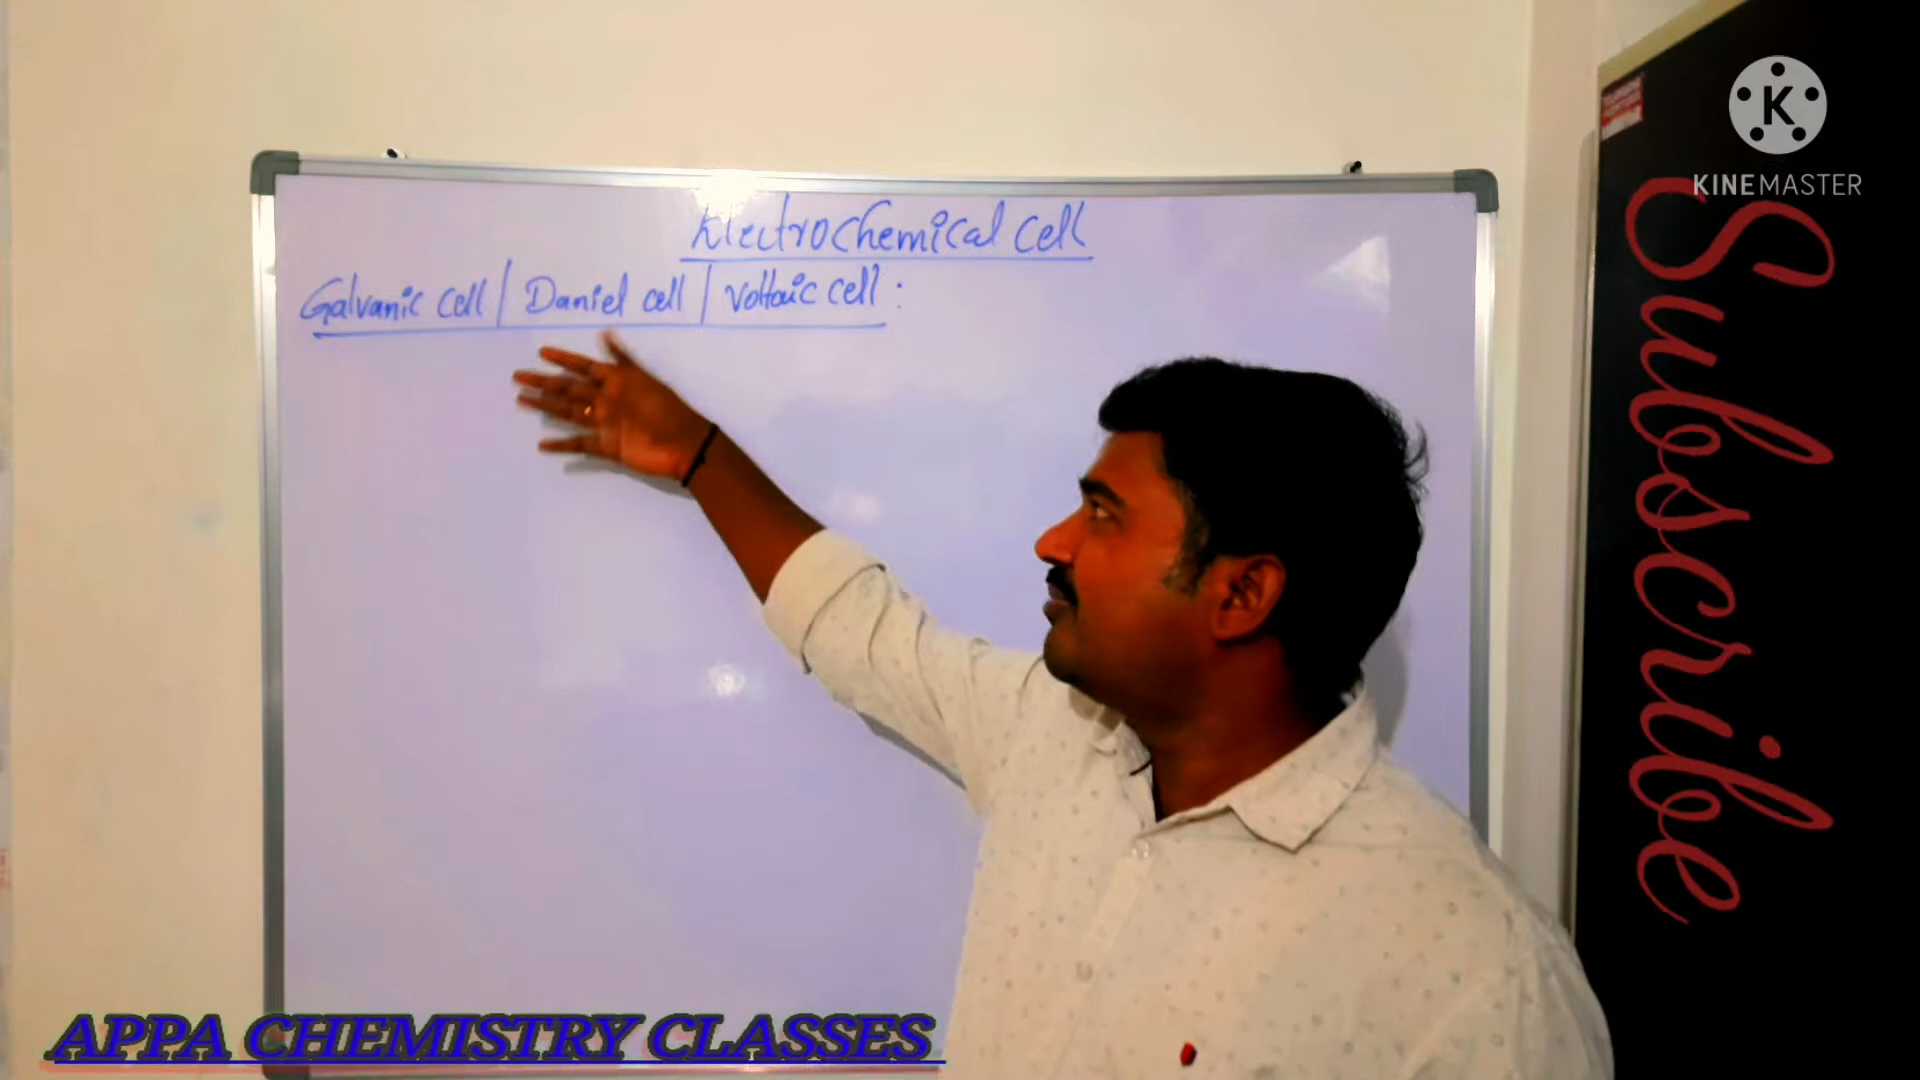 KINEMASTER
Electrochemical cell
Galvanic cell | Daniel cell | Voltaic cell :
Subscribe
APPA CHEMISTRY CLASSES